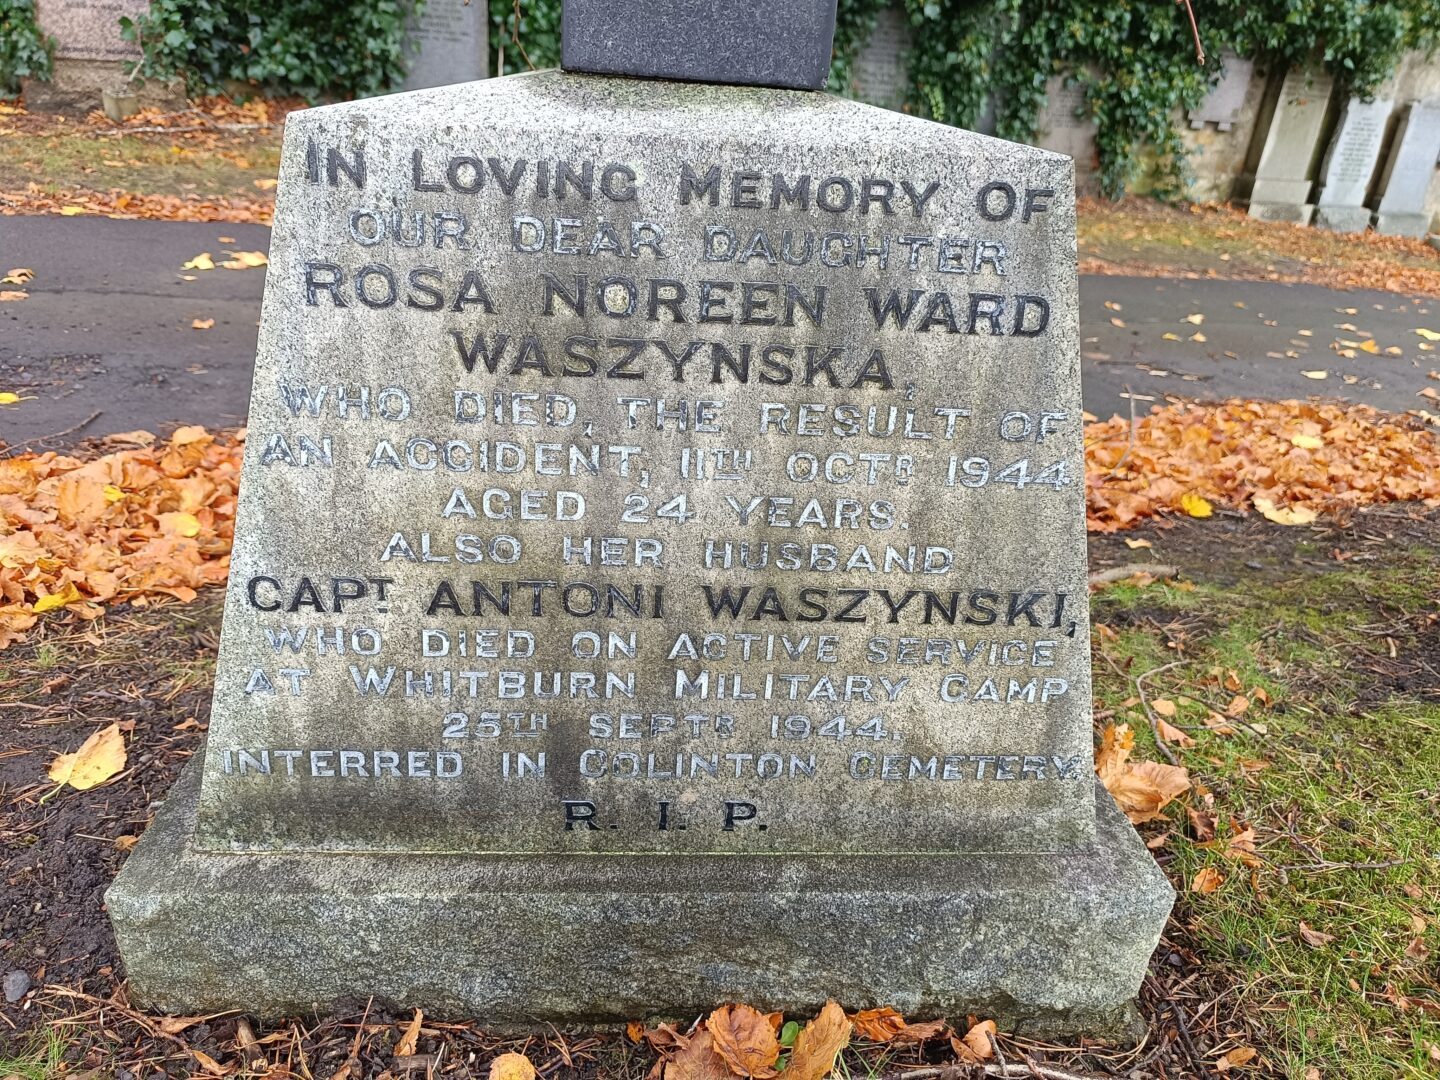 IN LOVING MEMORY OF
OUR DEAR DAUGHTER
ROSA NOREEN WARD
WASZYNSKA,
WHO DIED, THE RESULT OF
AN ACCIDENT, 11TH OCTR 1944
AGED 24 YEARS.
ALSO HER HUSBAND
CAPT. ANTONI WASZYNSKI,
WHO DIED ON ACTIVE SERVICE
AT WHITBURN MILITARY CAMP
25TH SEPTR 1944.
INTERRED IN COLINTON CEMETERY.
R. I. P.